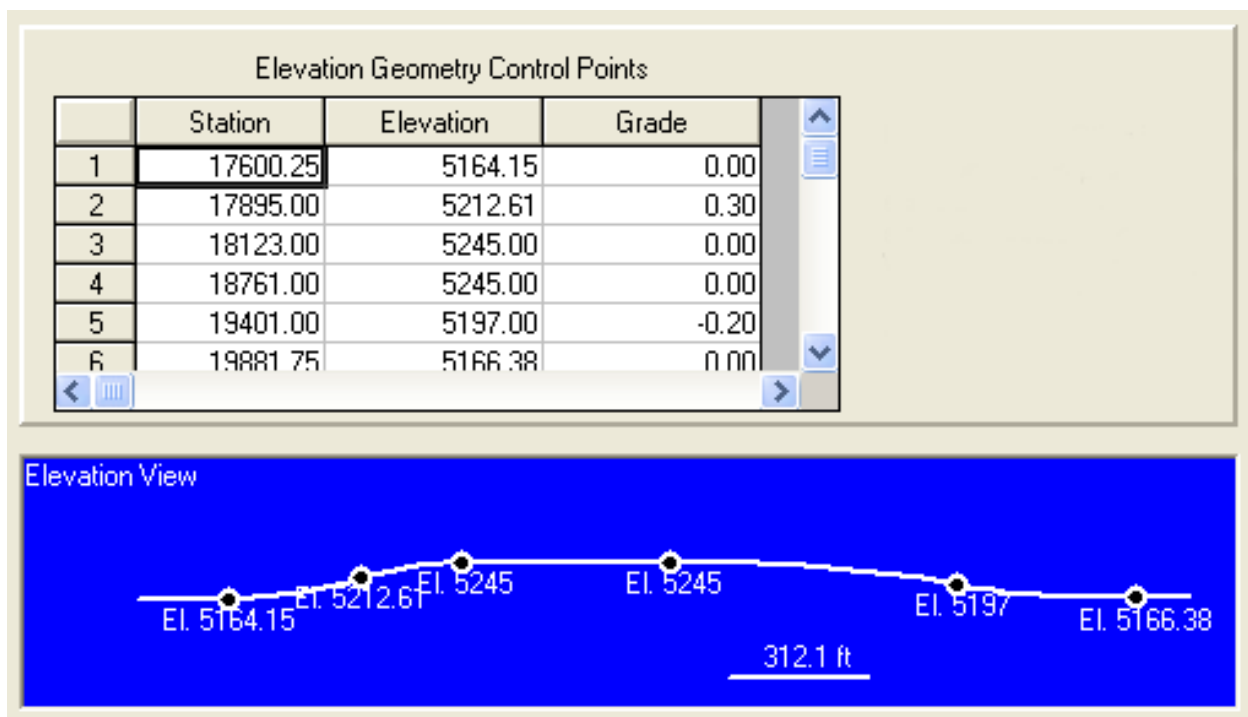 Elevation Geometry Control Points
Station Elevation Grade
1 17600.25 5164.15 0.00
2 17895.00 5212.61 0.30
3 18123.00 5245.00 0.00
4 18761.00 5245.00 0.00
5 19401.00 5197.00 -0.20
6 19881.75 5166.38 0.00
Elevation View
El. 5164.15 El. 5212.61 El. 5245 El. 5245 El. 5197 El. 5166.38
312.1 ft